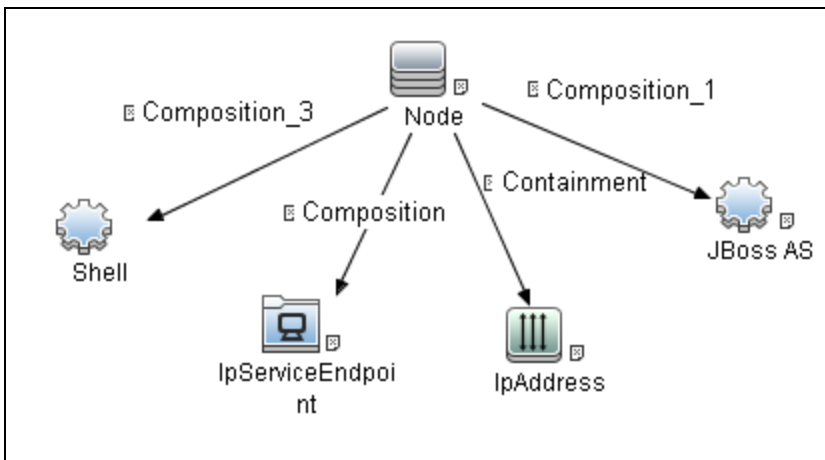 Composition_3
Node
Composition_1
Shell
Composition
Containment
JBoss AS
IpServiceEndpoi
nt
IpAddress